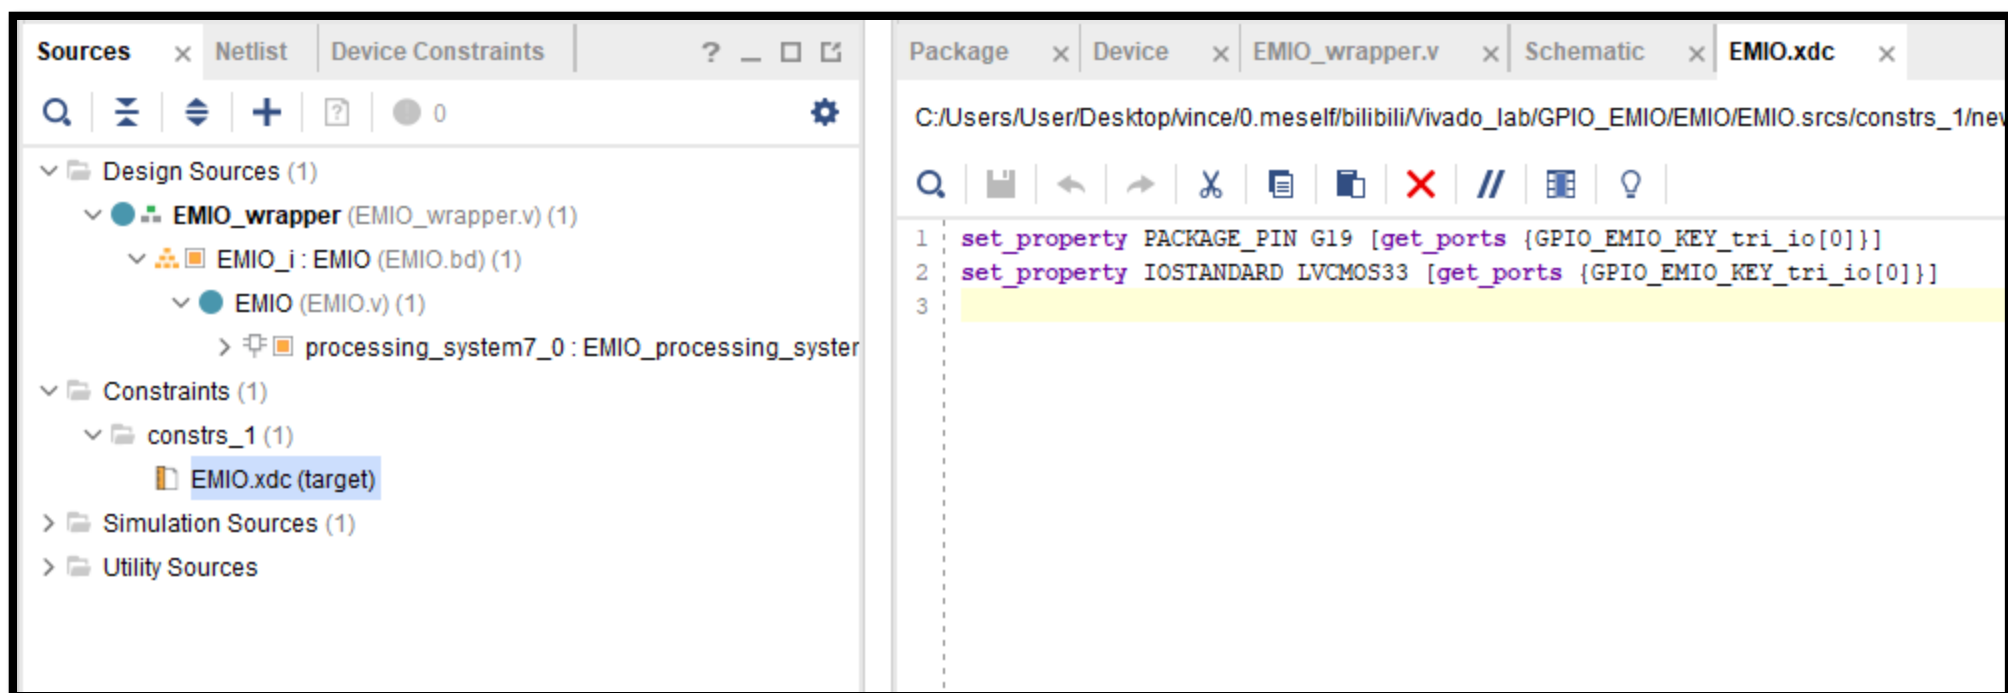 Sources Netlist Device Constraints
0
Design Sources (1)
EMIO_wrapper (EMIO_wrapper.v) (1)
EMIO_i : EMIO (EMIO.bd) (1)
EMIO (EMIO.v) (1)
processing_system7_0 : EMIO_processing_system
Constraints (1)
constrs_1 (1)
EMIO.xdc (target)
Simulation Sources (1)
Utility Sources
Package Device EMIO_wrapper.v Schematic EMIO.xdc
C:/Users/User/Desktop/vince/0.meself/bilibili/Vivado_lab/GPIO_EMIO/EMIO/EMIO.srcs/constrs_1/new
1 set_property PACKAGE_PIN G19 [get_ports {GPIO_EMIO_KEY_tri_io[0]}]
2 set_property IOSTANDARD LVCMOS33 [get_ports {GPIO_EMIO_KEY_tri_io[0]}]
3